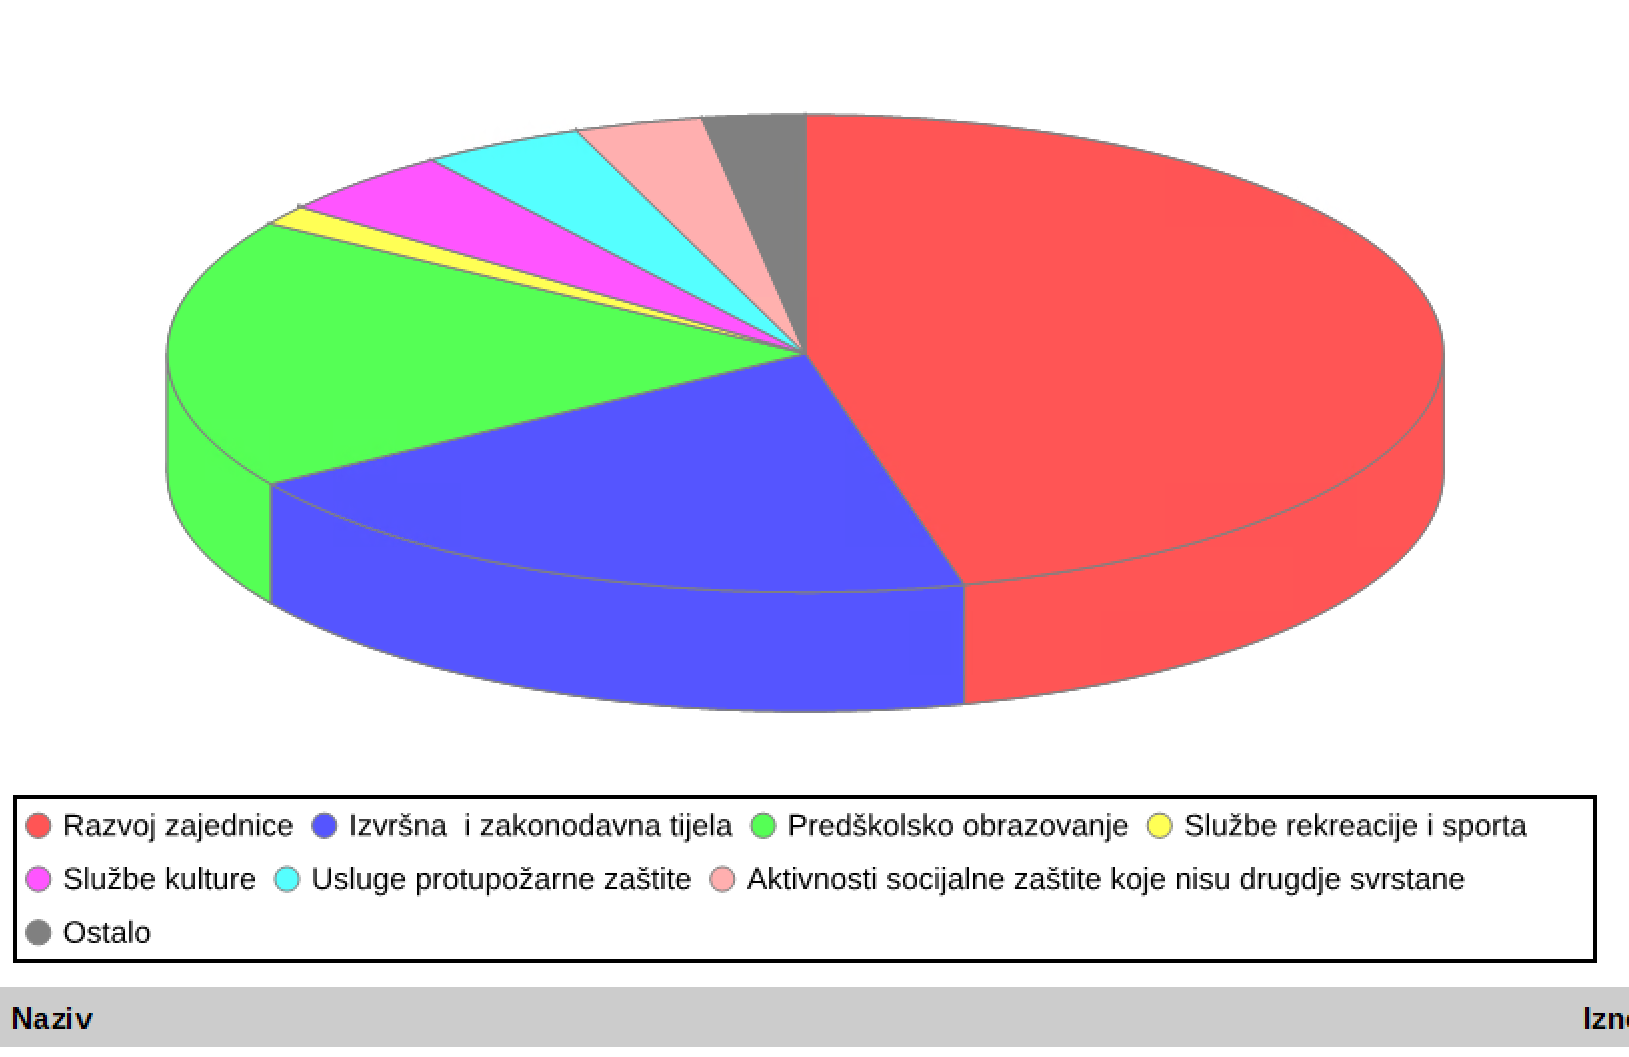 Razvoj zajednice Izvršna  i zakonodavna tijela Predškolsko obrazovanje Službe rekreacije i sporta
Službe kulture Usluge protupožarne zaštite Aktivnosti socijalne zaštite koje nisu drugdje svrstane
Ostalo
Naziv